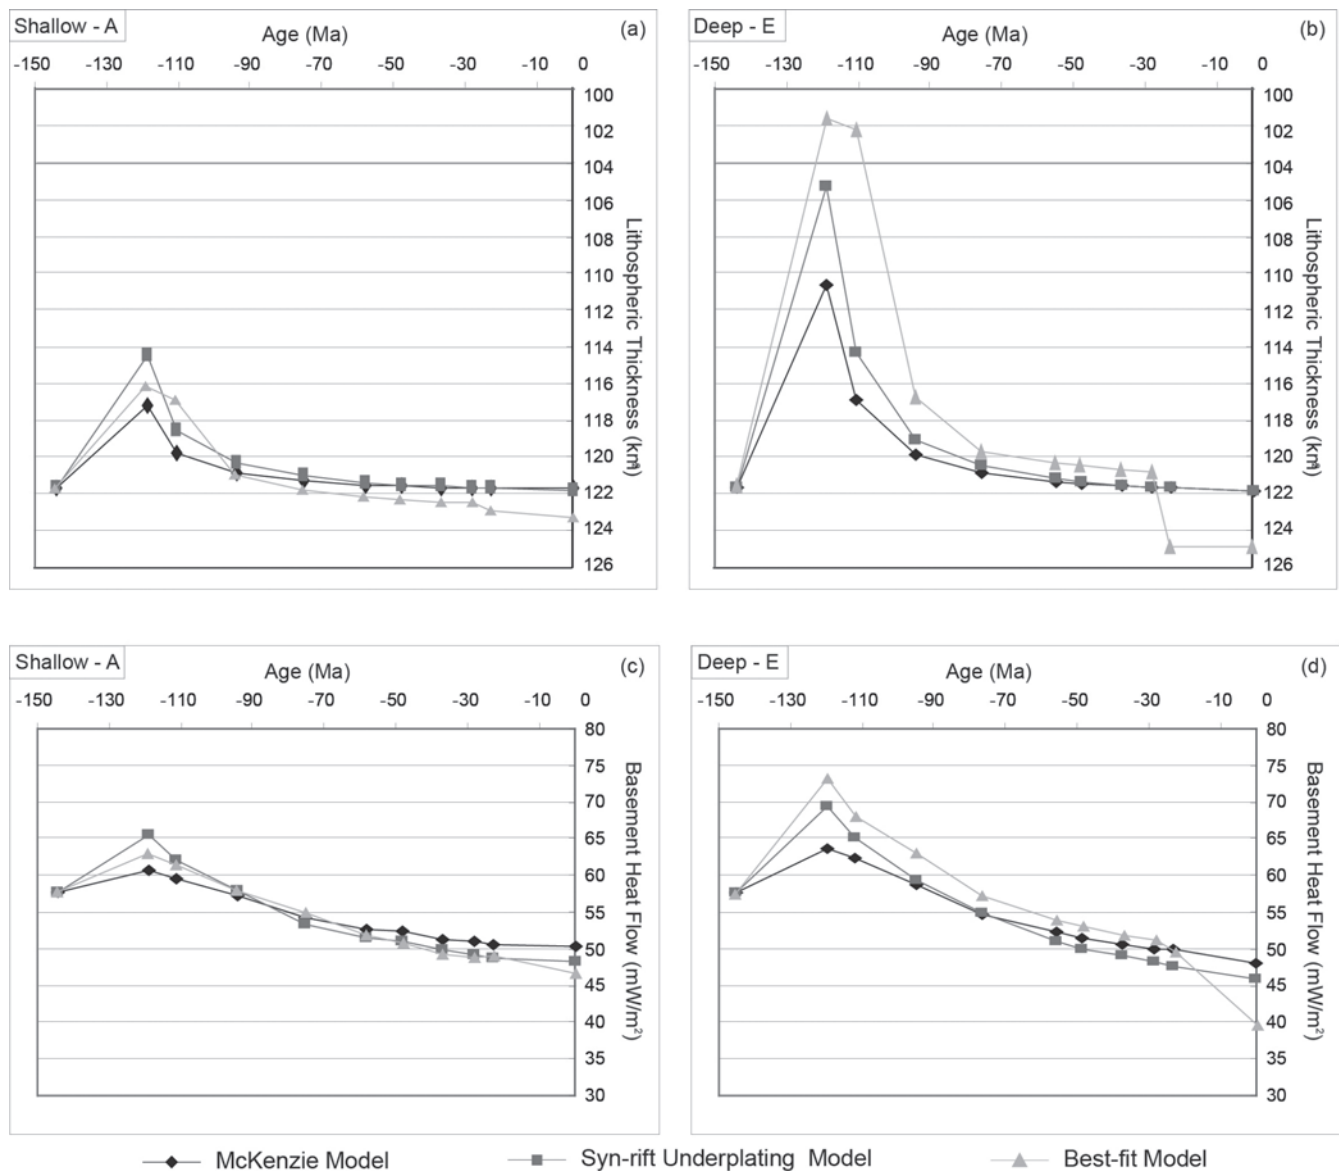 Shallow - A
Age (Ma)
(a)
-150 -130 -110 -90 -70 -50 -30 -10 0
100
102
104
106
108
110
112
114
116
118
120
122
124
126
Lithospheric Thickness (km)
Deep - E
Age (Ma)
(b)
-150 -130 -110 -90 -70 -50 -30 -10 0
100
102
104
106
108
110
112
114
116
118
120
122
124
126
Lithospheric Thickness (km)
Shallow - A
Age (Ma)
(c)
-150 -130 -110 -90 -70 -50 -30 -10 0
80
75
70
65
60
55
50
45
40
35
30
Basement Heat Flow (mW/m²)
Deep - E
Age (Ma)
(d)
-150 -130 -110 -90 -70 -50 -30 -10 0
80
75
70
65
60
55
50
45
40
35
30
Basement Heat Flow (mW/m²)
McKenzie Model
Syn-rift Underplating Model
Best-fit Model